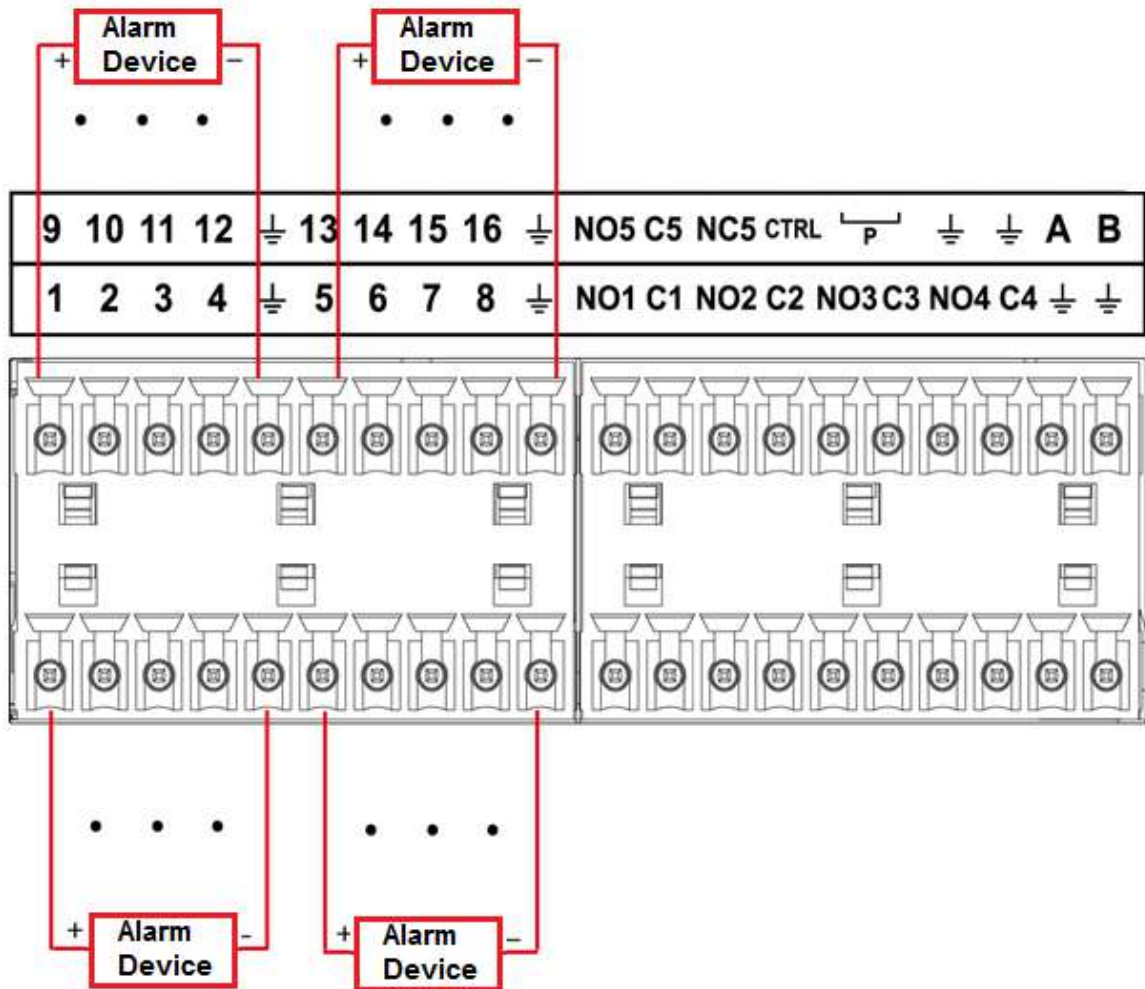 Alarm
Device
+ −
Alarm
Device
+ −
9 10 11 12 ⏚ 13 14 15 16 ⏚ NO5 C5 NC5 CTRL P ⏚ ⏚ A B
1 2 3 4 ⏚ 5 6 7 8 ⏚ NO1 C1 NO2 C2 NO3 C3 NO4 C4 ⏚ ⏚
+ -
Alarm
Device
+ −
Alarm
Device